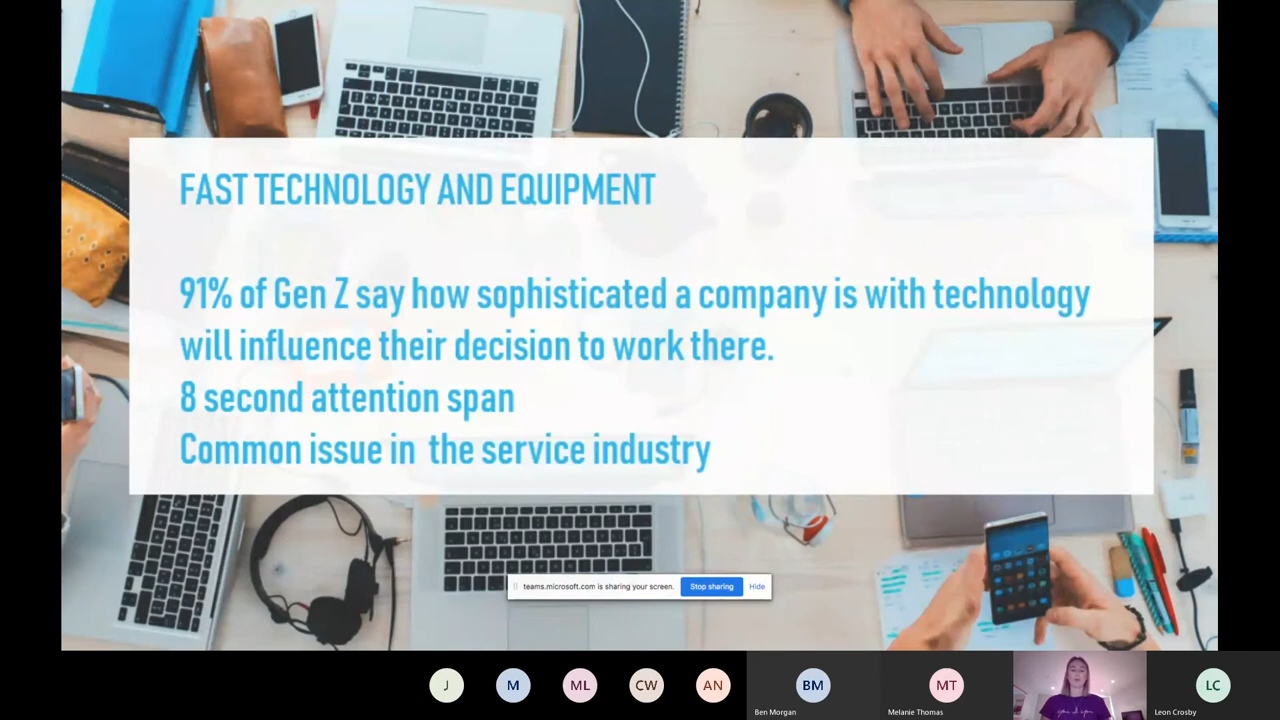 FAST TECHNOLOGY AND EQUIPMENT
91% of Gen Z say how sophisticated a company is with technology
will influence their decision to work there.
8 second attention span
Common issue in the service industry
teams.microsoft.com is sharing your screen. Stop sharing Hide
J M ML CW AN BM MT LC
Ben Morgan Melanie Thomas Leon Crosby